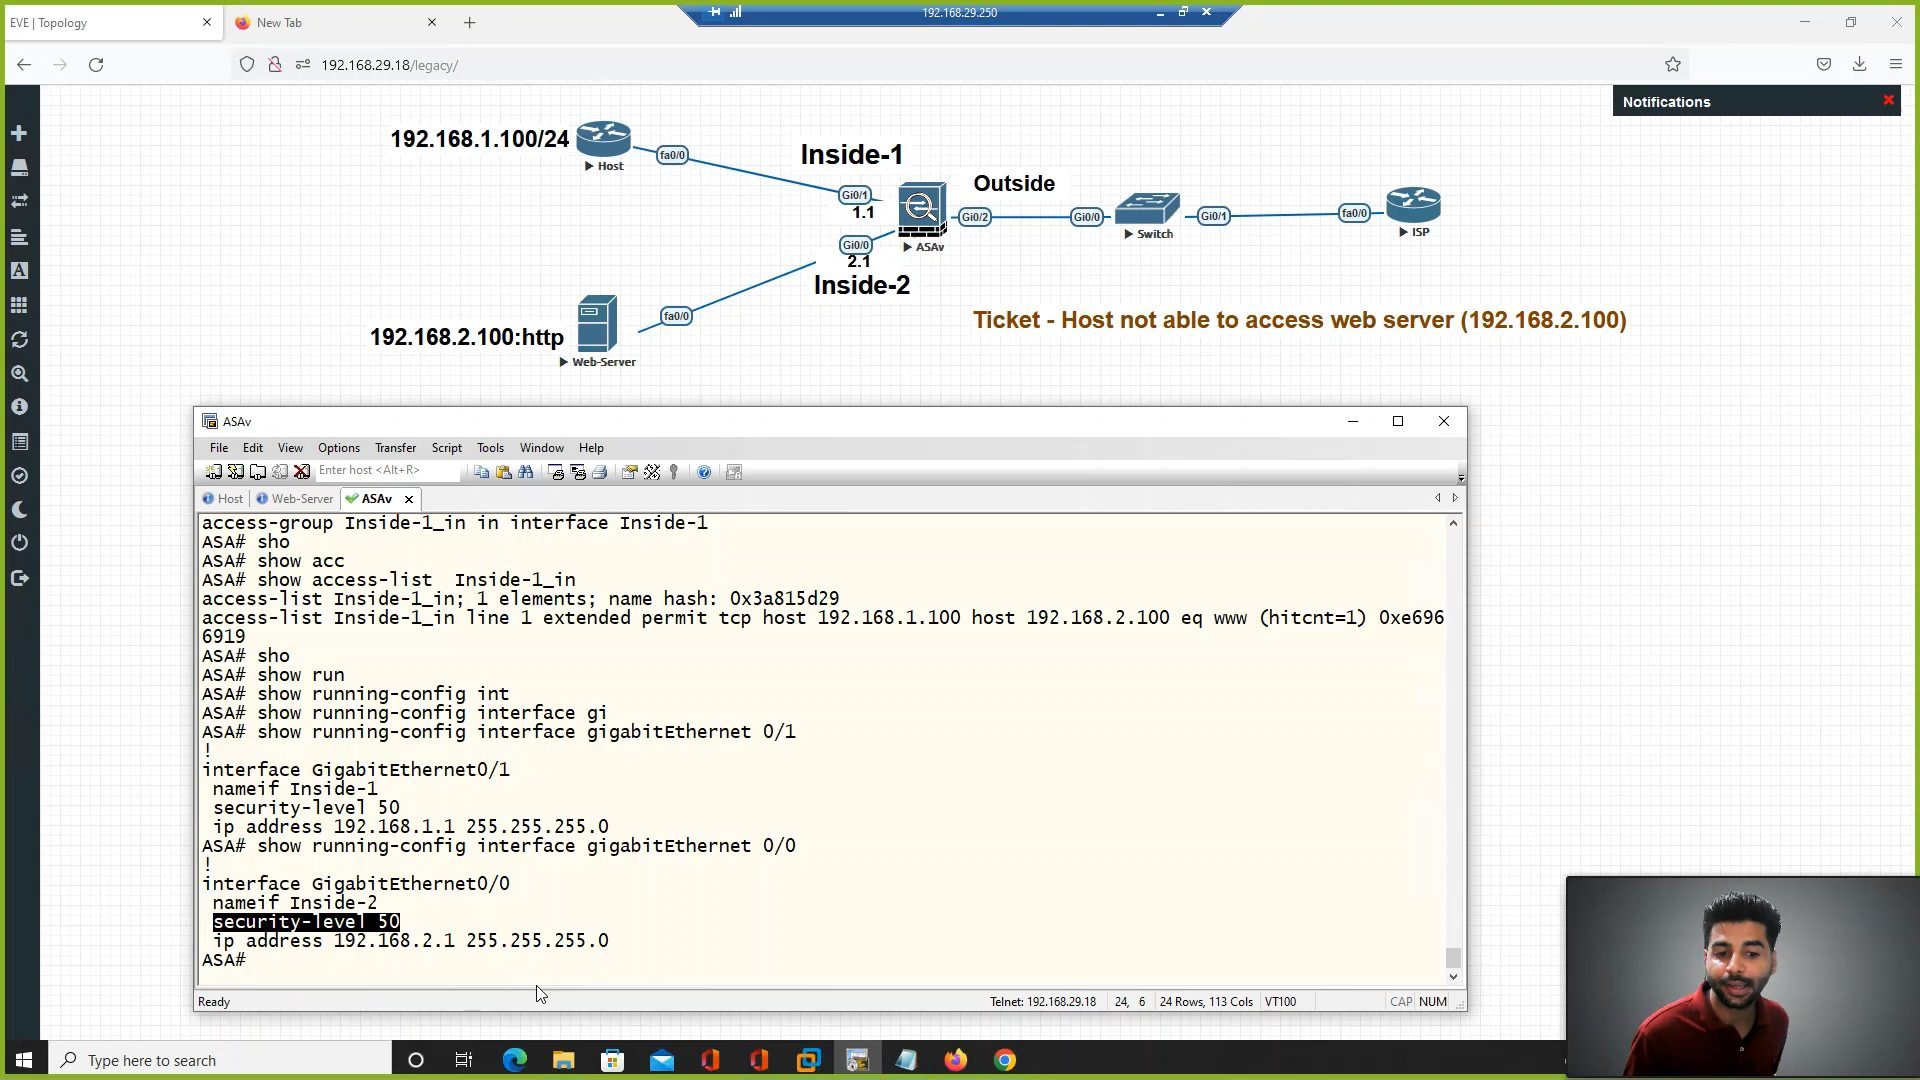 EVE | Topology
New Tab
192.168.29.250
192.168.29.18/legacy/
Notifications
192.168.1.100/24
fa0/0
Host
Inside-1
Gi0/1
1.1
Outside
Gi0/2
Gi0/0
Gi0/1
fa0/0
ASAv
Switch
ISP
Gi0/0
2.1
Inside-2
fa0/0
192.168.2.100:http
Web-Server
Ticket - Host not able to access web server (192.168.2.100)
ASAv
File Edit View Options Transfer Script Tools Window Help
Enter host <Alt+R>
Host Web-Server ASAv
access-group Inside-1_in in interface Inside-1
ASA# sho
ASA# show acc
ASA# show access-list  Inside-1_in
access-list Inside-1_in; 1 elements; name hash: 0x3a815d29
access-list Inside-1_in line 1 extended permit tcp host 192.168.1.100 host 192.168.2.100 eq www (hitcnt=1) 0xe696
6919
ASA# sho
ASA# show run
ASA# show running-config int
ASA# show running-config interface gi
ASA# show running-config interface gigabitEthernet 0/1
!
interface GigabitEthernet0/1
nameif Inside-1
security-level 50
ip address 192.168.1.1 255.255.255.0
ASA# show running-config interface gigabitEthernet 0/0
!
interface GigabitEthernet0/0
nameif Inside-2
security-level 50
ip address 192.168.2.1 255.255.255.0
ASA#
Ready
Telnet: 192.168.29.18 24, 6 24 Rows, 113 Cols VT100 CAP NUM
Type here to search